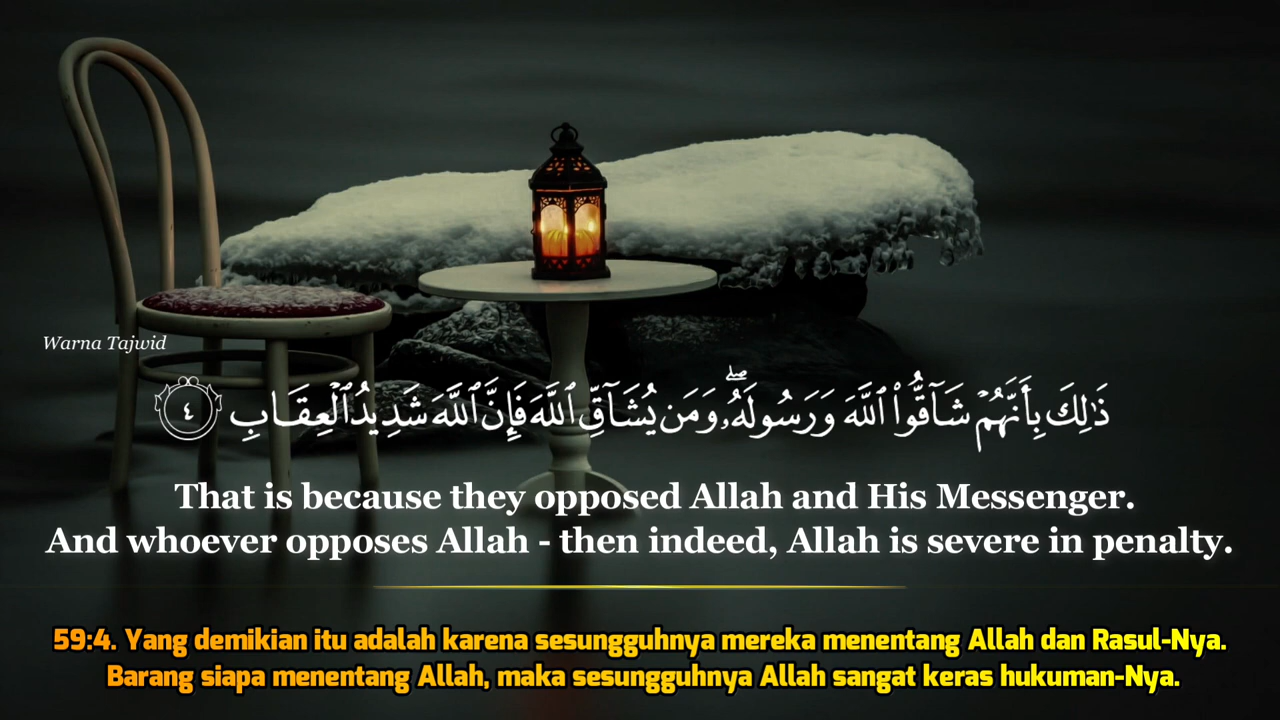 Warna Tajwid
ذَٰلِكَ بِأَنَّهُمْ شَآقُّوا۟ ٱللَّهَ وَرَسُولَهُۥ ۖ وَمَن يُشَآقِّ ٱللَّهَ فَإِنَّ ٱللَّهَ شَدِيدُ ٱلْعِقَابِ ٤
That is because they opposed Allah and His Messenger.
And whoever opposes Allah - then indeed, Allah is severe in penalty.
59:4. Yang demikian itu adalah karena sesungguhnya mereka menentang Allah dan Rasul-Nya.
Barang siapa menentang Allah, maka sesungguhnya Allah sangat keras hukuman-Nya.